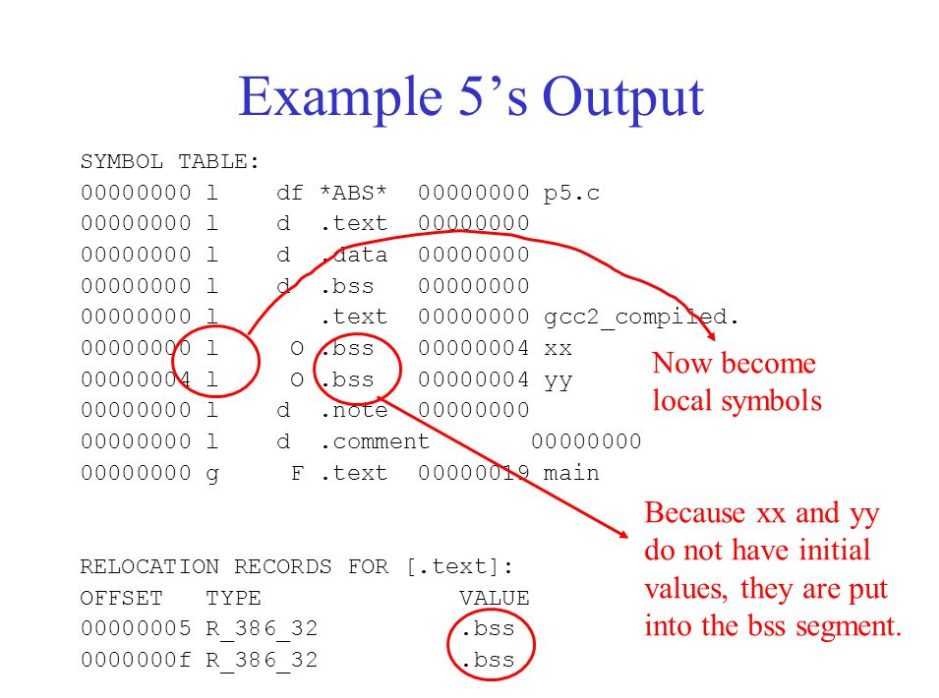 Example 5’s Output
SYMBOL TABLE:
00000000 l    df *ABS*  00000000 p5.c
00000000 l    d  .text  00000000
00000000 l    d  .data  00000000
00000000 l    d  .bss   00000000
00000000 l       .text  00000000 gcc2_compiled.
00000000 l     O .bss   00000004 xx
00000004 l     O .bss   00000004 yy
00000000 l    d  .note  00000000
00000000 l    d  .comment       00000000
00000000 g     F .text  00000019 main
Now become
local symbols
Because xx and yy
do not have initial
values, they are put
into the bss segment.
RELOCATION RECORDS FOR [.text]:
OFFSET   TYPE              VALUE
00000005 R_386_32          .bss
0000000f R_386_32          .bss